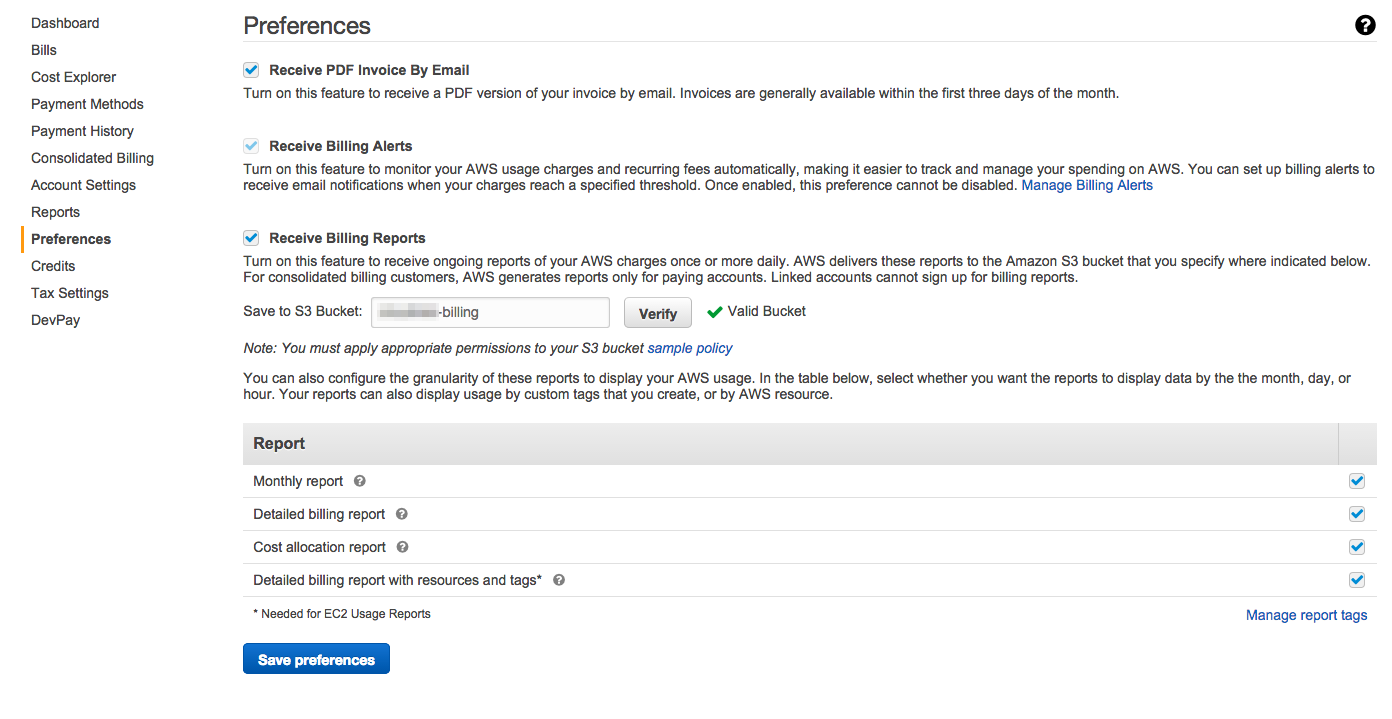 Dashboard
Bills
Cost Explorer
Payment Methods
Payment History
Consolidated Billing
Account Settings
Reports
Preferences
Credits
Tax Settings
DevPay
Preferences
?
Receive PDF Invoice By Email
Turn on this feature to receive a PDF version of your invoice by email. Invoices are generally available within the first three days of the month.
Receive Billing Alerts
Turn on this feature to monitor your AWS usage charges and recurring fees automatically, making it easier to track and manage your spending on AWS. You can set up billing alerts to
receive email notifications when your charges reach a specified threshold. Once enabled, this preference cannot be disabled. Manage Billing Alerts
Receive Billing Reports
Turn on this feature to receive ongoing reports of your AWS charges once or more daily. AWS delivers these reports to the Amazon S3 bucket that you specify where indicated below.
For consolidated billing customers, AWS generates reports only for paying accounts. Linked accounts cannot sign up for billing reports.
Save to S3 Bucket: -billing Verify Valid Bucket
Note: You must apply appropriate permissions to your S3 bucket sample policy
You can also configure the granularity of these reports to display your AWS usage. In the table below, select whether you want the reports to display data by the the month, day, or
hour. Your reports can also display usage by custom tags that you create, or by AWS resource.
Report
Monthly report ?
Detailed billing report ?
Cost allocation report ?
Detailed billing report with resources and tags* ?
* Needed for EC2 Usage Reports
Manage report tags
Save preferences